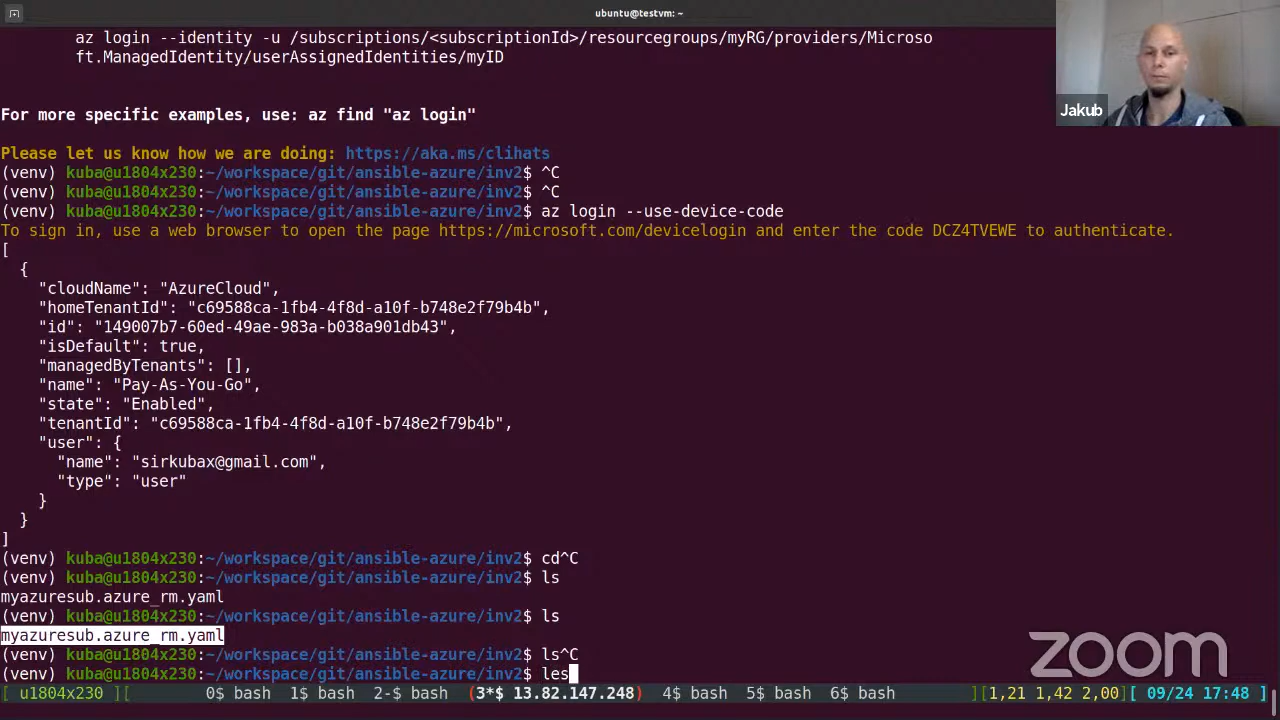 ubuntu@testvm: ~
az login --identity -u /subscriptions/<subscriptionId>/resourcegroups/myRG/providers/Microso
ft.ManagedIdentity/userAssignedIdentities/myID
Jakub
For more specific examples, use: az find "az login"
Please let us know how we are doing: https://aka.ms/clihats
(venv) kuba@u1804x230:~/workspace/git/ansible-azure/inv2$ ^C
(venv) kuba@u1804x230:~/workspace/git/ansible-azure/inv2$ ^C
(venv) kuba@u1804x230:~/workspace/git/ansible-azure/inv2$ az login --use-device-code
To sign in, use a web browser to open the page https://microsoft.com/devicelogin and enter the code DCZ4TVEWE to authenticate.
[
{
"cloudName": "AzureCloud",
"homeTenantId": "c69588ca-1fb4-4f8d-a10f-b748e2f79b4b",
"id": "149007b7-60ed-49ae-983a-b038a901db43",
"isDefault": true,
"managedByTenants": [],
"name": "Pay-As-You-Go",
"state": "Enabled",
"tenantId": "c69588ca-1fb4-4f8d-a10f-b748e2f79b4b",
"user": {
"name": "sirkubax@gmail.com",
"type": "user"
}
}
]
(venv) kuba@u1804x230:~/workspace/git/ansible-azure/inv2$ cd^C
(venv) kuba@u1804x230:~/workspace/git/ansible-azure/inv2$ ls
myazuresub.azure_rm.yaml
(venv) kuba@u1804x230:~/workspace/git/ansible-azure/inv2$ ls
myazuresub.azure_rm.yaml
(venv) kuba@u1804x230:~/workspace/git/ansible-azure/inv2$ ls^C
(venv) kuba@u1804x230:~/workspace/git/ansible-azure/inv2$ les
zoom
[ u1804x230 ][ 0$ bash 1$ bash 2-$ bash (3*$ 13.82.147.248) 4$ bash 5$ bash 6$ bash ][1,21 1,42 2,00][ 09/24 17:48 ]